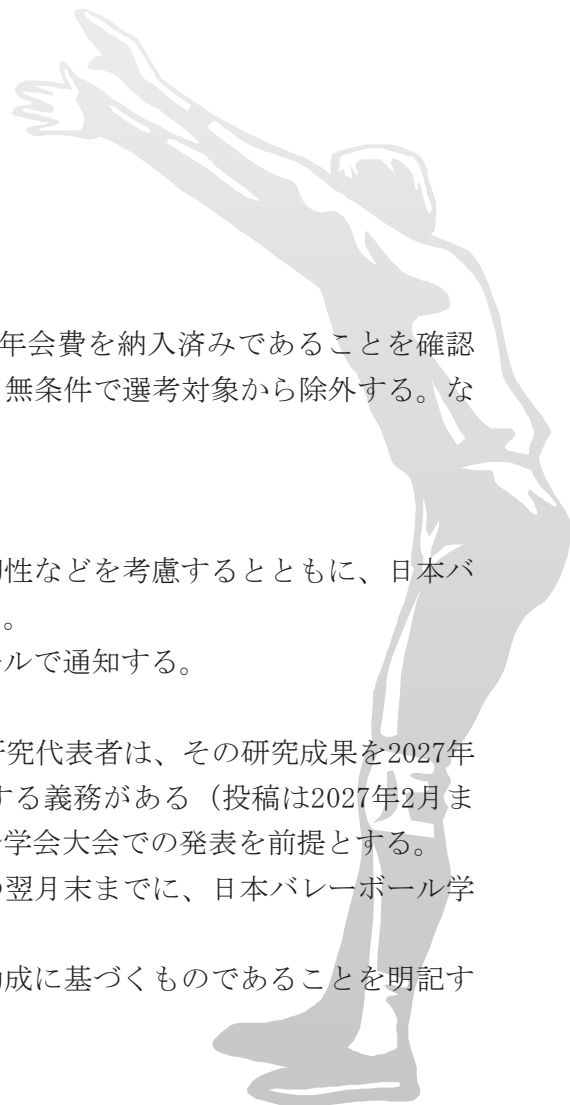 年会費を納入済みであることを確認
無条件で選考対象から除外する。な
性などを考慮するとともに、日本バ
。
ルで通知する。
研究代表者は、その研究成果を2027年
する義務がある（投稿は2027年2月ま
学会大会での発表を前提とする。
翌月末までに、日本バレーボール学
成に基づくものであることを明記す